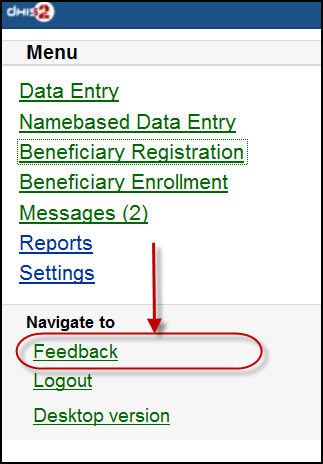 dhis2
Menu
Data Entry
Namebased Data Entry
Beneficiary Registration
Beneficiary Enrollment
Messages (2)
Reports
Settings
Navigate to
Feedback
Logout
Desktop version